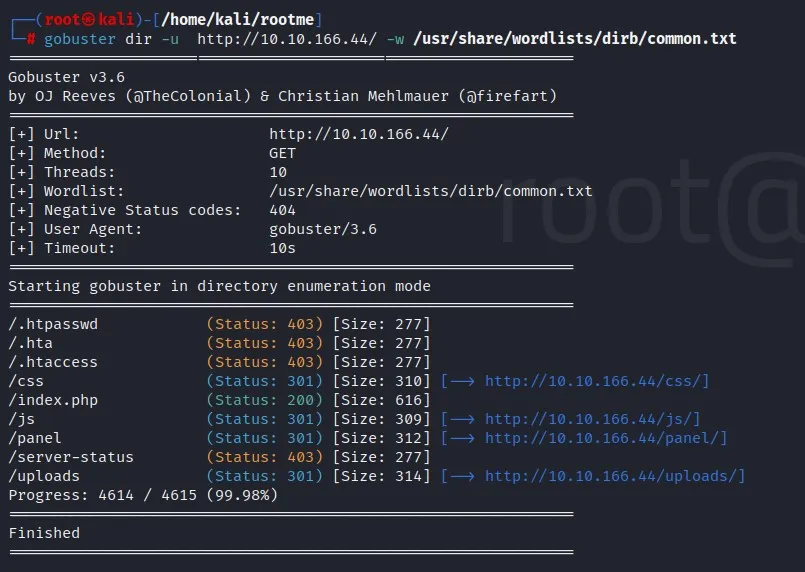 ┌──(root㉿kali)-[/home/kali/rootme]
└─# gobuster dir -u  http://10.10.166.44/ -w /usr/share/wordlists/dirb/common.txt
===============================================================
Gobuster v3.6
by OJ Reeves (@TheColonial) & Christian Mehlmauer (@firefart)
===============================================================
[+] Url:                     http://10.10.166.44/
[+] Method:                  GET
[+] Threads:                 10
[+] Wordlist:                /usr/share/wordlists/dirb/common.txt
[+] Negative Status codes:   404
[+] User Agent:              gobuster/3.6
[+] Timeout:                 10s
===============================================================
Starting gobuster in directory enumeration mode
===============================================================
/.htpasswd            (Status: 403) [Size: 277]
/.hta                 (Status: 403) [Size: 277]
/.htaccess            (Status: 403) [Size: 277]
/css                  (Status: 301) [Size: 310] [--> http://10.10.166.44/css/]
/index.php            (Status: 200) [Size: 616]
/js                   (Status: 301) [Size: 309] [--> http://10.10.166.44/js/]
/panel                (Status: 301) [Size: 312] [--> http://10.10.166.44/panel/]
/server-status        (Status: 403) [Size: 277]
/uploads              (Status: 301) [Size: 314] [--> http://10.10.166.44/uploads/]
Progress: 4614 / 4615 (99.98%)
===============================================================
Finished
===============================================================
root@